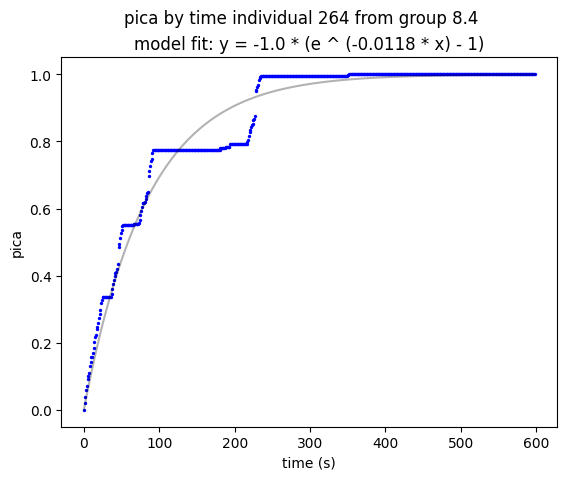 pica by time individual 264 from group 8.4
model fit: y = -1.0 * (e ^ (-0.0118 * x) - 1)
1.0
0.8
0.6
0.4
0.2
0.0
pica
0 100 200 300 400 500 600
time (s)